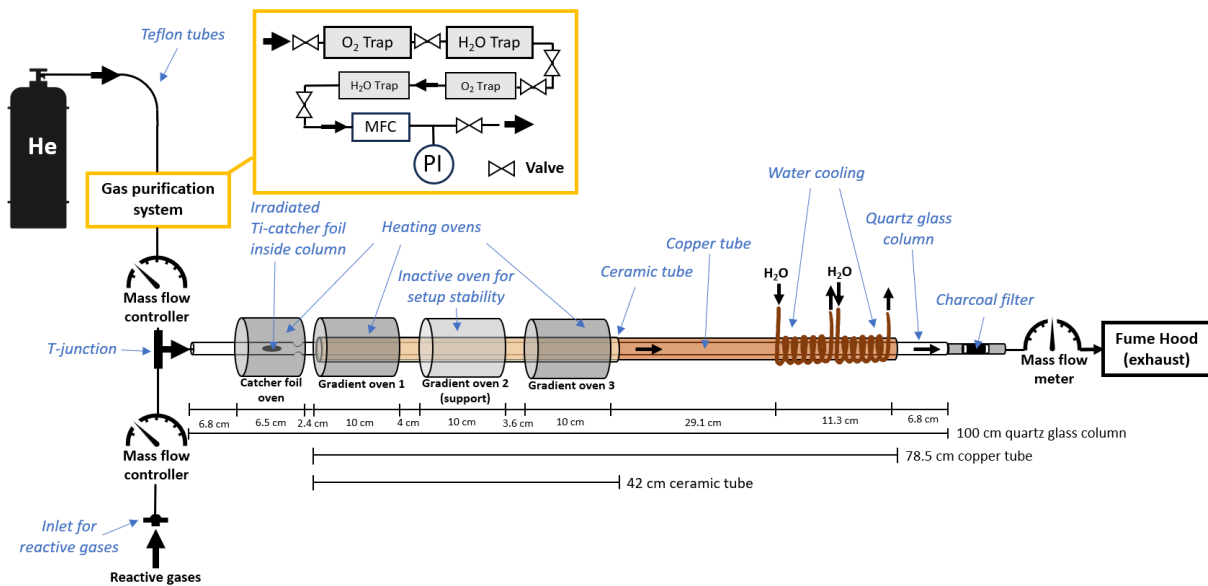 Teflon tubes
O2 Trap
H2O Trap
H2O Trap
O2 Trap
MFC
PI
Valve
He
Gas purification
system
Irradiated
Ti-catcher foil
inside column
Heating ovens
Inactive oven for
setup stability
Copper tube
Ceramic tube
Water cooling
Quartz glass
column
H2O
H2O
Charcoal filter
Mass flow
controller
T-junction
Catcher foil
oven
Gradient oven 1
Gradient oven 2
(support)
Gradient oven 3
Mass flow
meter
Fume Hood
(exhaust)
6.8 cm
6.5 cm
2.4 cm
10 cm
4 cm
10 cm
3.6 cm
10 cm
29.1 cm
11.3 cm
6.8 cm
100 cm quartz glass column
78.5 cm copper tube
42 cm ceramic tube
Mass flow
controller
Inlet for
reactive gases
Reactive gases